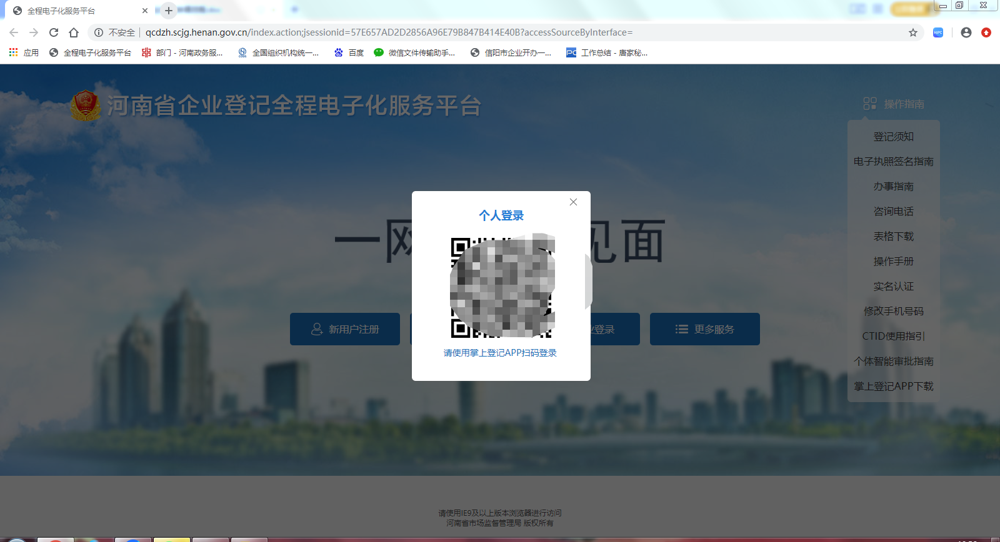 全程电子化服务平台
不安全 qcdzh.scjg.henan.gov.cn/index.action;jsessionid=57E657AD2D2856A96E79B847B414E40B?accessSourceByInterface=
应用 全程电子化服务平台 部门 - 河南政务服... 全国组织机构统一... 百度 微信文件传输助手... 信阳市企业开办一... 工作总结 - 唐家秘...
河南省企业登记全程电子化服务平台
操作指南
登记须知
电子执照签名指南
办事指南
咨询电话
表格下载
操作手册
实名认证
修改手机号码
CTID使用指引
个体智能审批指南
掌上登记APP下载
个人登录
一网 见面
新用户注册 业登录 更多服务
请使用掌上登记APP扫码登录
请使用IE9及以上版本浏览器进行访问
河南省市场监督管理局 版权所有